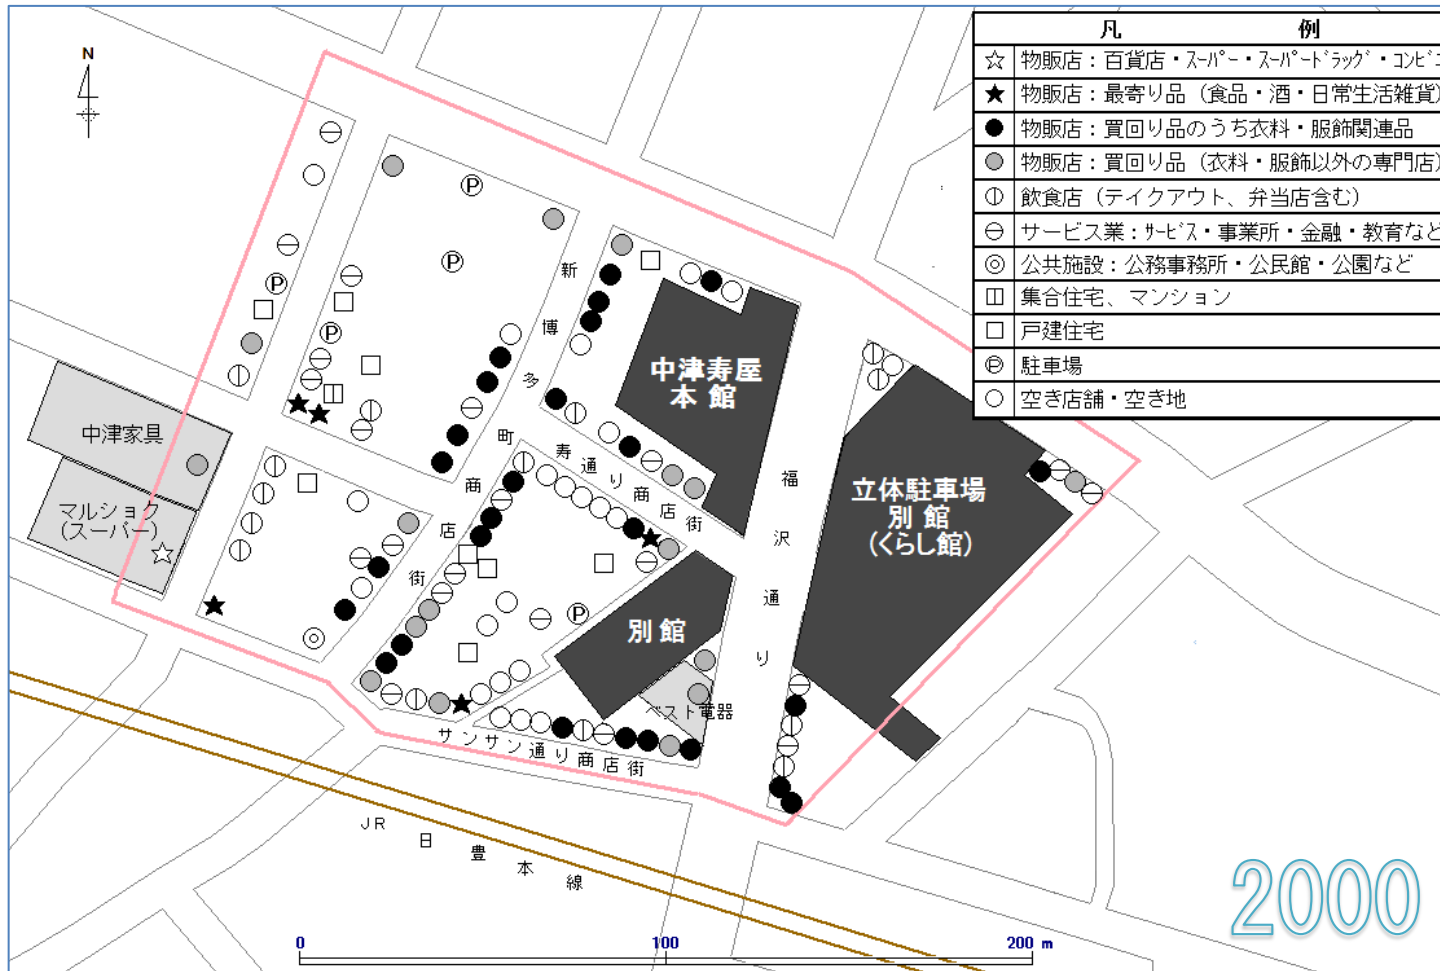 凡 例
物販店：百貨店・スーパー・スーパードラッグ・コンビニ
物販店：最寄り品（食品・酒・日常生活雑貨）
物販店：買回り品のうち衣料・服飾関連品
物販店：買回り品（衣料・服飾以外の専門店）
飲食店（テイクアウト、弁当店含む）
サービス業：サービス・事業所・金融・教育など
公共施設：公務事務所・公民館・公園など
集合住宅、マンション
戸建住宅
駐車場
空き店舗・空き地
N
新博多町商店街
中津寿屋
本館
中津家具
マルショク
（スーパー）
寿通り商店街
福沢通り
立体駐車場
別館
（くらし館）
別館
ベスト電器
サンサン通り商店街
JR日豊本線
2000
0 100 200 m